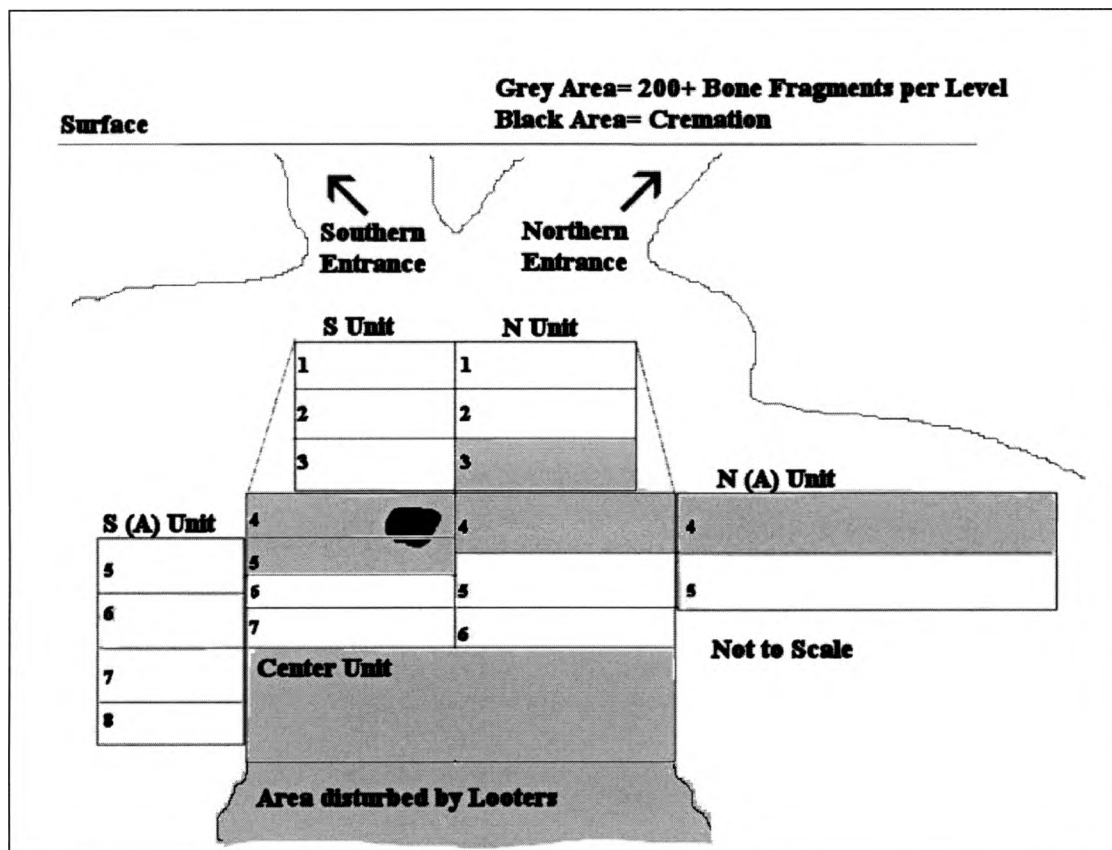 Grey Area= 200+ Bone Fragments per Level
Black Area= Cremation
Surface
Southern
Entrance
Northern
Entrance
S Unit
N Unit
1
1
2
2
3
3
N (A) Unit
S (A) Unit
4
4
4
5
5
6
5
5
6
7
6
Not to Scale
Center Unit
7
8
Area disturbed by Looters